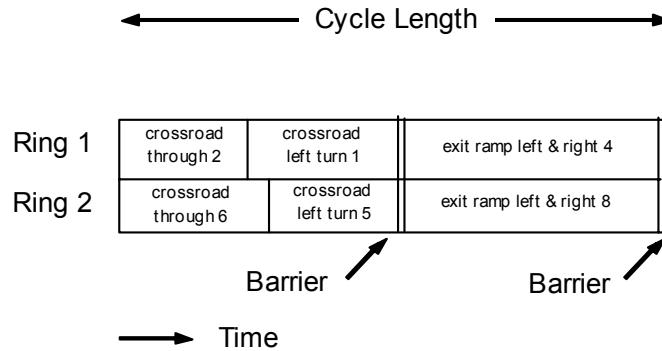 Cycle Length
Ring 1
crossroad
through 2
crossroad
left turn 1
exit ramp left & right 4
Ring 2
crossroad
through 6
crossroad
left turn 5
exit ramp left & right 8
Barrier
Barrier
Time